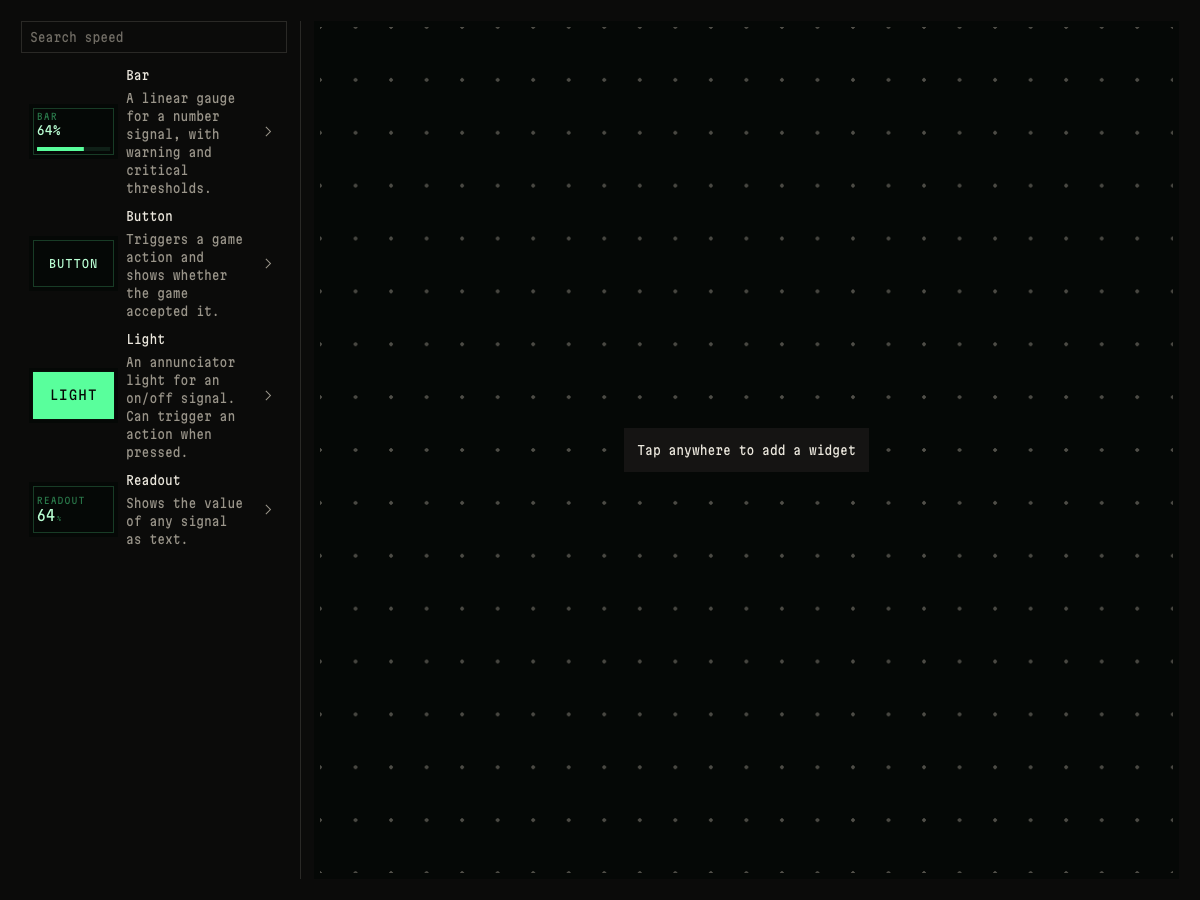 Search speed
Bar
BAR
64%
A linear gauge
for a number
signal, with
warning and
critical
thresholds.
Button
BUTTON
Triggers a game
action and
shows whether
the game
accepted it.
Light
LIGHT
An annunciator
light for an
on/off signal.
Can trigger an
action when
pressed.
Readout
READOUT
64%
Shows the value
of any signal
as text.
Tap anywhere to add a widget